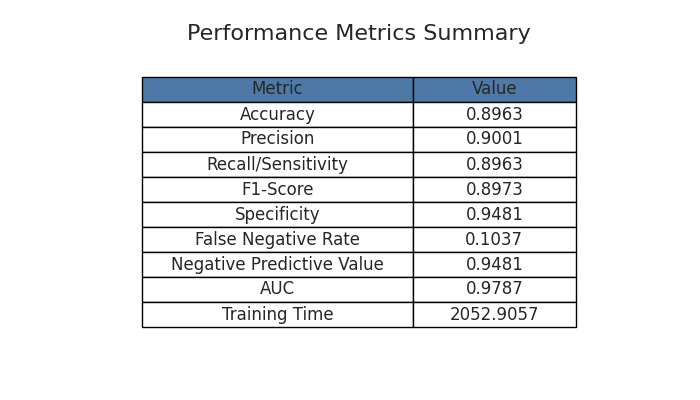 Performance Metrics Summary
Metric Value
Accuracy 0.8963
Precision 0.9001
Recall/Sensitivity 0.8963
F1-Score 0.8973
Specificity 0.9481
False Negative Rate 0.1037
Negative Predictive Value 0.9481
AUC 0.9787
Training Time 2052.9057